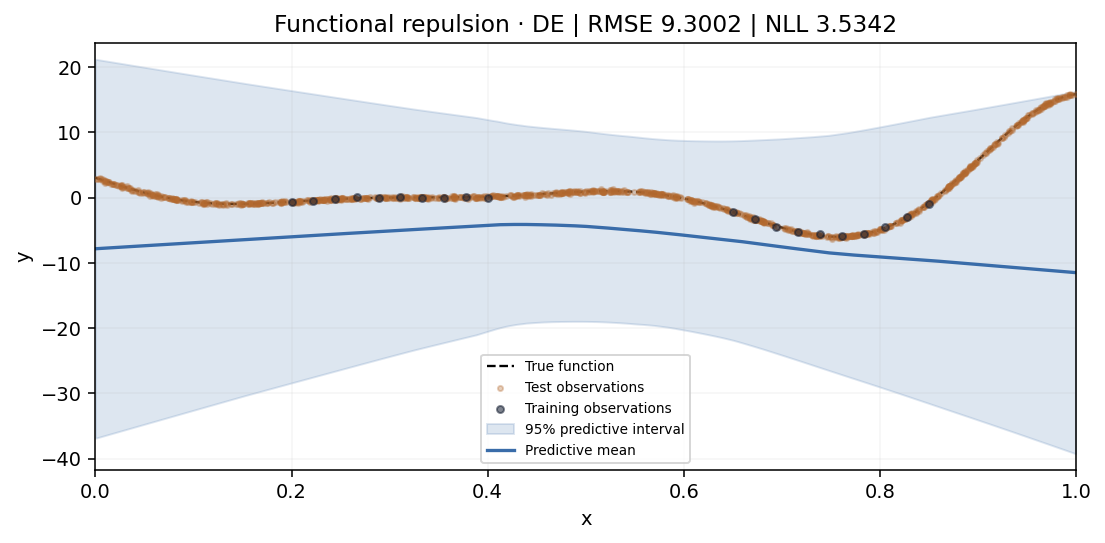 Functional repulsion · DE | RMSE 9.3002 | NLL 3.5342
20
10
0
−10
−20
−30
−40
y
True function
Test observations
Training observations
95% predictive interval
Predictive mean
0.0 0.2 0.4 0.6 0.8 1.0
x